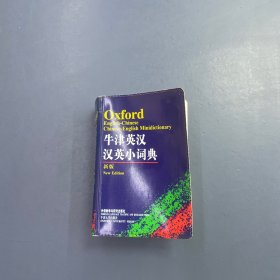 Oxford
English-Chinese
Chinese-English Minidictionary
牛津英汉
汉英小词典
新版
New Edition